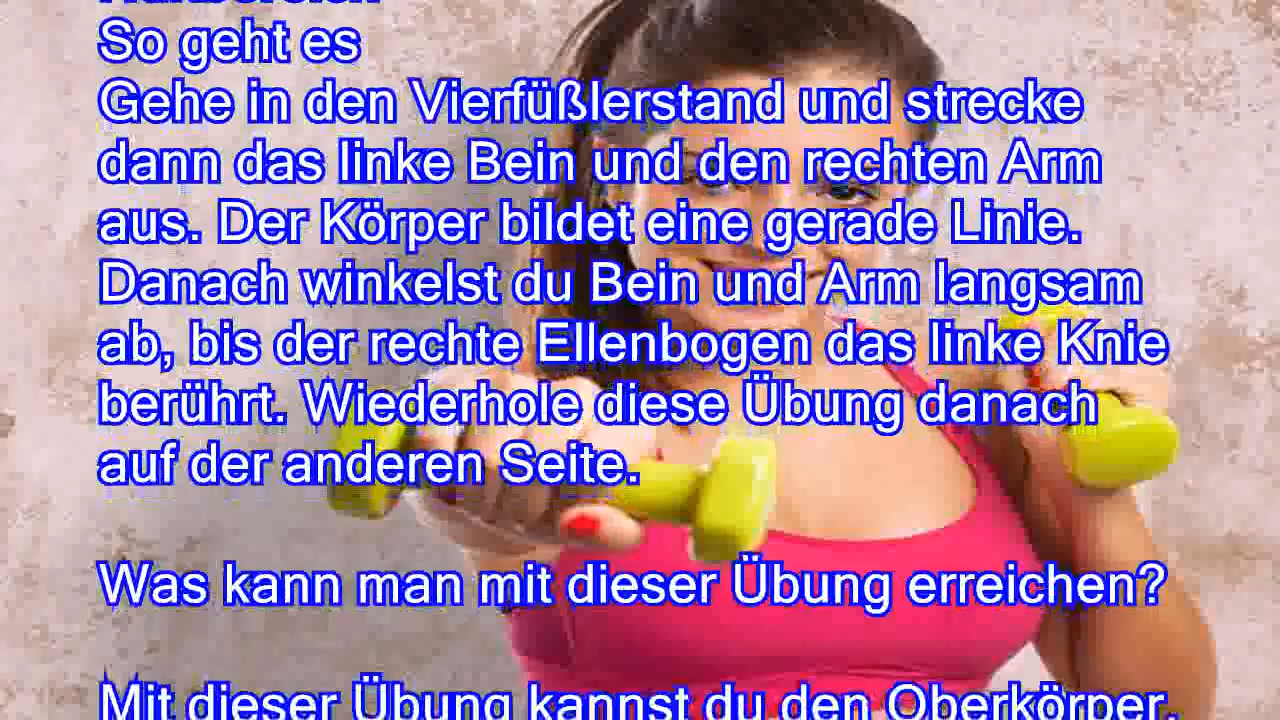 So geht es
Gehe in den Vierfüßlerstand und strecke
dann das linke Bein und den rechten Arm
aus. Der Körper bildet eine gerade Linie.
Danach winkelst du Bein und Arm langsam
ab, bis der rechte Ellenbogen das linke Knie
berührt. Wiederhole diese Übung danach
auf der anderen Seite.
Was kann man mit dieser Übung erreichen?
Mit dieser Übung kannst du den Oberkörper,